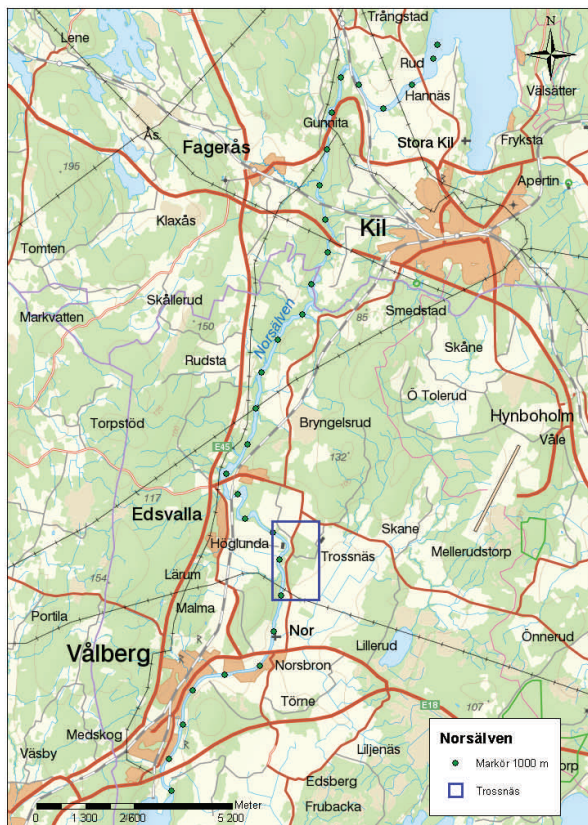 Trångstad
Lene
N
Rud
Hannäs
Välsätter
Gunnita
Ås
Stora Kil
Fryksta
Fagerås
195
Apertin
Klaxås
Kil
Tomten
Skållerud
Markvatten
150
Norsälven
85
Smedstad
Rudsta
Skåne
Ö Tolerud
Torpstöd
Bryngelsrud
Hynboholm
Våle
E45
132
117
Edsvalla
Skane
Höglunda
Trossnäs
Mellerudstorp
Lärum
154
Malma
Portila
Nor
Önnerud
Vålberg
Lillerud
Norsbron
Törne
E18
107
Medskog
Väsby
Liljenäs
Norsälven
Markör 1000 m
Trossnäs
orp
Edsberg
Frubacka
Meter
0
1 300
2 600
5 200